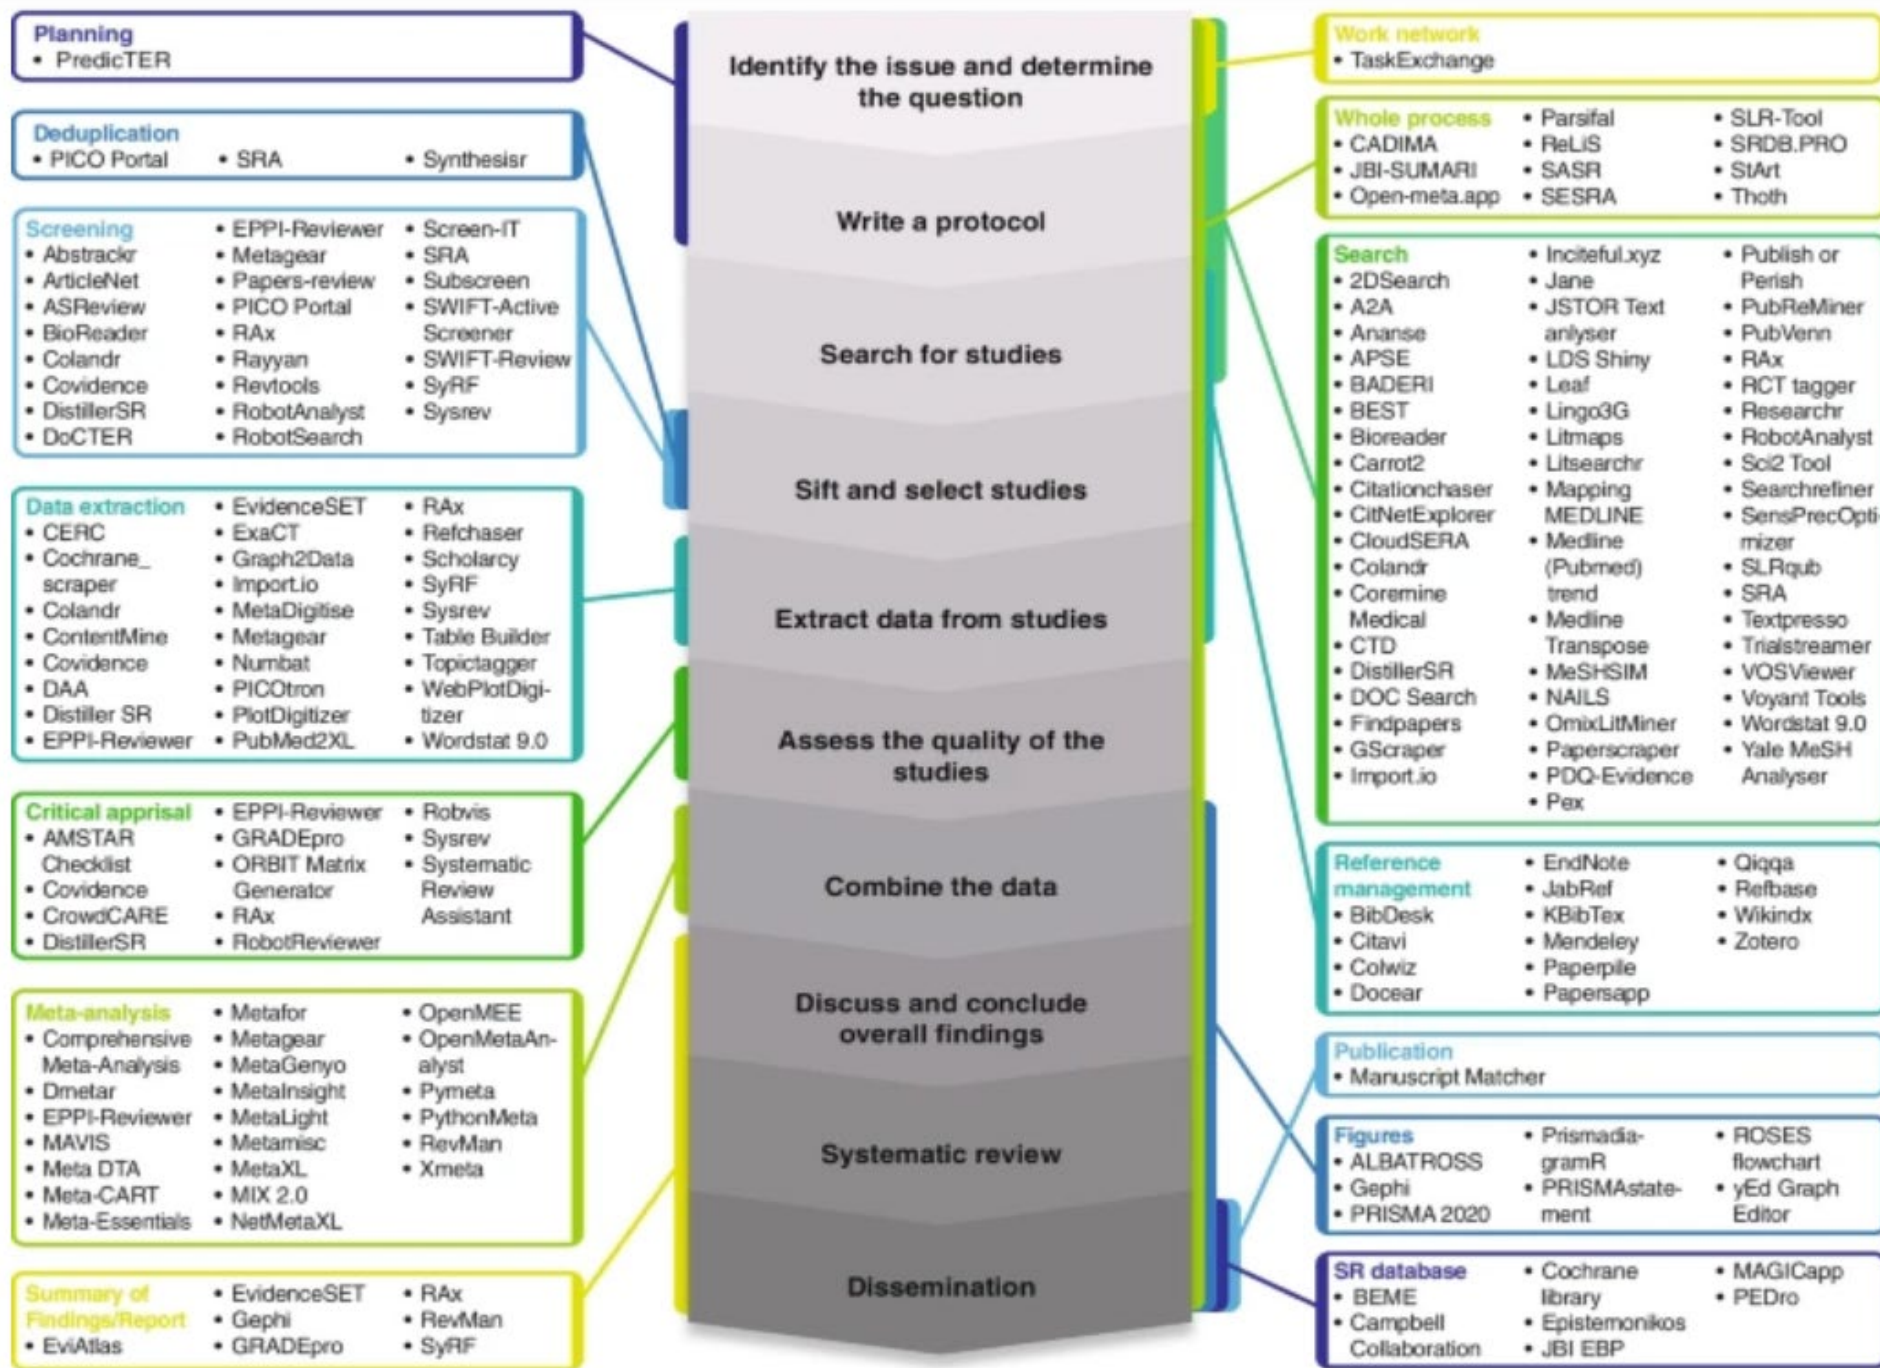 Planning
• PredicTER
Deduplication
• PICO Portal
• SRA
• Synthesisr
Screening
• Abstrackr
• ArticleNet
• ASReview
• BioReader
• Colandr
• Covidence
• DistillerSR
• DoCTER
• EPPI-Reviewer
• Metagear
• Papers-review
• PICO Portal
• RAx
• Rayyan
• Revtools
• RobotAnalyst
• RobotSearch
• Screen-IT
• SRA
• Subscreen
• SWIFT-Active
Screener
• SWIFT-Review
• SyRF
• Sysrev
Data extraction
• CERC
• Cochrane_
scraper
• Colandr
• ContentMine
• Covidence
• DAA
• Distiller SR
• EPPI-Reviewer
• EvidenceSET
• ExaCT
• Graph2Data
• Import.io
• MetaDigitise
• Metagear
• Numbat
• PICOtron
• PlotDigitizer
• PubMed2XL
• RAx
• Refchaser
• Scholarcy
• SyRF
• Sysrev
• Table Builder
• Topictagger
• WebPlotDigi-
tizer
• Wordstat 9.0
Critical apprisal
• AMSTAR
Checklist
• Covidence
• CrowdCARE
• DistillerSR
• EPPI-Reviewer
• GRADEpro
• ORBIT Matrix
Generator
• RAx
• RobotReviewer
• Robvis
• Sysrev
• Systematic
Review
Assistant
Meta-analysis
• Comprehensive
Meta-Analysis
• Dmetar
• EPPI-Reviewer
• MAVIS
• Meta DTA
• Meta-CART
• Meta-Essentials
• Metafor
• Metagear
• MetaGenyo
• MetaInsight
• MetaLight
• Metamisc
• MetaXL
• MIX 2.0
• NetMetaXL
• OpenMEE
• OpenMetaAn-
alyst
• Pymeta
• PythonMeta
• RevMan
• Xmeta
Summary of
Findings/Report
• EviAtlas
• EvidenceSET
• Gephi
• GRADEpro
• RAx
• RevMan
• SyRF
Identify the issue and determine
the question
Write a protocol
Search for studies
Sift and select studies
Extract data from studies
Assess the quality of the
studies
Combine the data
Discuss and conclude
overall findings
Systematic review
Dissemination
Work network
• TaskExchange
Whole process
• CADIMA
• JBI-SUMARI
• Open-meta.app
• Parsifal
• ReLiS
• SASR
• SESRA
• SLR-Tool
• SRDB.PRO
• StArt
• Thoth
Search
• 2DSearch
• A2A
• Ananse
• APSE
• BADERI
• BEST
• Bioreader
• Carrot2
• Citationchaser
• CitNetExplorer
• CloudSERA
• Colandr
• Coremine
Medical
• CTD
• DistillerSR
• DOC Search
• Findpapers
• GScraper
• Import.io
• Inciteful.xyz
• Jane
• JSTOR Text
anlyser
• LDS Shiny
• Leaf
• Lingo3G
• Litmaps
• Litsearchr
• Mapping
MEDLINE
• Medline
(Pubmed)
trend
• Medline
Transpose
• MeSHSIM
• NAILS
• OmixLitMiner
• Paperscraper
• PDQ-Evidence
• Pex
• Publish or
Perish
• PubReMiner
• PubVenn
• RAx
• RCT tagger
• Researchr
• RobotAnalyst
• Sci2 Tool
• Searchrefiner
• SensPrecOpti-
mizer
• SLRqub
• SRA
• Textpresso
• Trialstreamer
• VOSViewer
• Voyant Tools
• Wordstat 9.0
• Yale MeSH
Analyser
Reference
management
• BibDesk
• Citavi
• Colwiz
• Docear
• EndNote
• JabRef
• KBibTex
• Mendeley
• Paperpile
• Papersapp
• Qiqqa
• Refbase
• Wikindx
• Zotero
Publication
• Manuscript Matcher
Figures
• ALBATROSS
• Gephi
• PRISMA 2020
• Prismadia-
gramR
• PRISMAstate-
ment
• ROSES
flowchart
• yEd Graph
Editor
SR database
• BEME
• Campbell
Collaboration
• Cochrane
library
• Epistemonikos
• JBI EBP
• MAGICapp
• PEDro